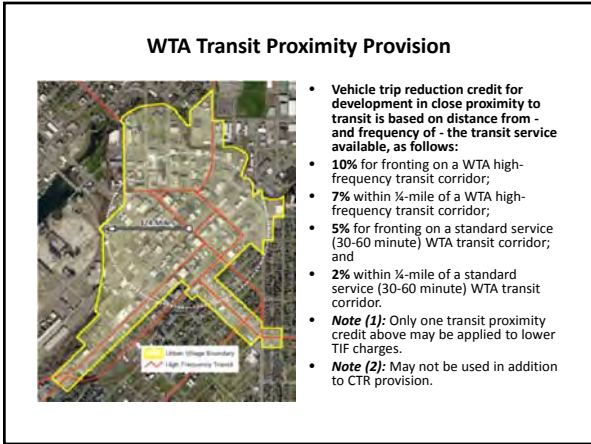 WTA Transit Proximity Provision
1/4 Mile
Urban Village Boundary
High Frequency Transit
• Vehicle trip reduction credit for
development in close proximity to
transit is based on distance from -
and frequency of - the transit service
available, as follows:
• 10% for fronting on a WTA high-
frequency transit corridor;
• 7% within ¼-mile of a WTA high-
frequency transit corridor;
• 5% for fronting on a standard service
(30-60 minute) WTA transit corridor;
and
• 2% within ¼-mile of a standard
service (30-60 minute) WTA transit
corridor.
• Note (1): Only one transit proximity
credit above may be applied to lower
TIF charges.
• Note (2): May not be used in addition
to CTR provision.